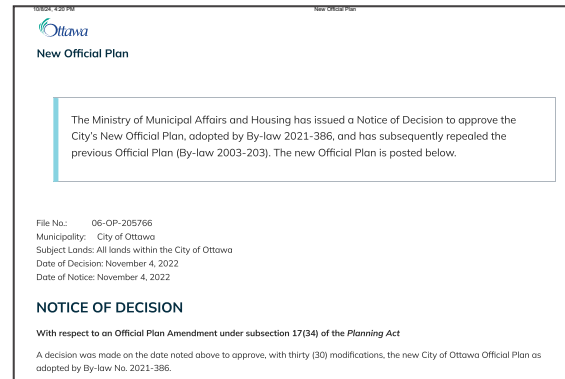 10/8/24, 4:20 PM New Official Plan
Ottawa
New Official Plan
The Ministry of Municipal Affairs and Housing has issued a Notice of Decision to approve the
City's New Official Plan, adopted by By-law 2021-386, and has subsequently repealed the
previous Official Plan (By-law 2003-203). The new Official Plan is posted below.
File No.: 06-OP-205766
Municipality: City of Ottawa
Subject Lands: All lands within the City of Ottawa
Date of Decision: November 4, 2022
Date of Notice: November 4, 2022
NOTICE OF DECISION
With respect to an Official Plan Amendment under subsection 17(34) of the Planning Act
A decision was made on the date noted above to approve, with thirty (30) modifications, the new City of Ottawa Official Plan as
adopted by By-law No. 2021-386.